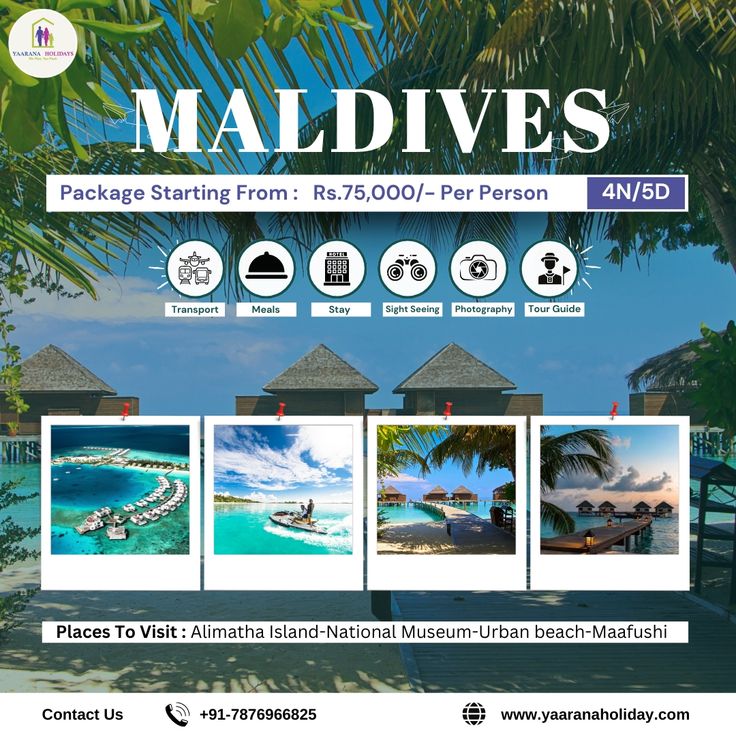 YAARANA HOLIDAYS
MALDIVES
Package Starting From : Rs.75,000/- Per Person 4N/5D
HOTEL
Transport Meals Stay Sight Seeing Photography Tour Guide
Places To Visit : Alimatha Island-National Museum-Urban beach-Maafushi
Contact Us +91-7876966825 www.yaaranaholiday.com